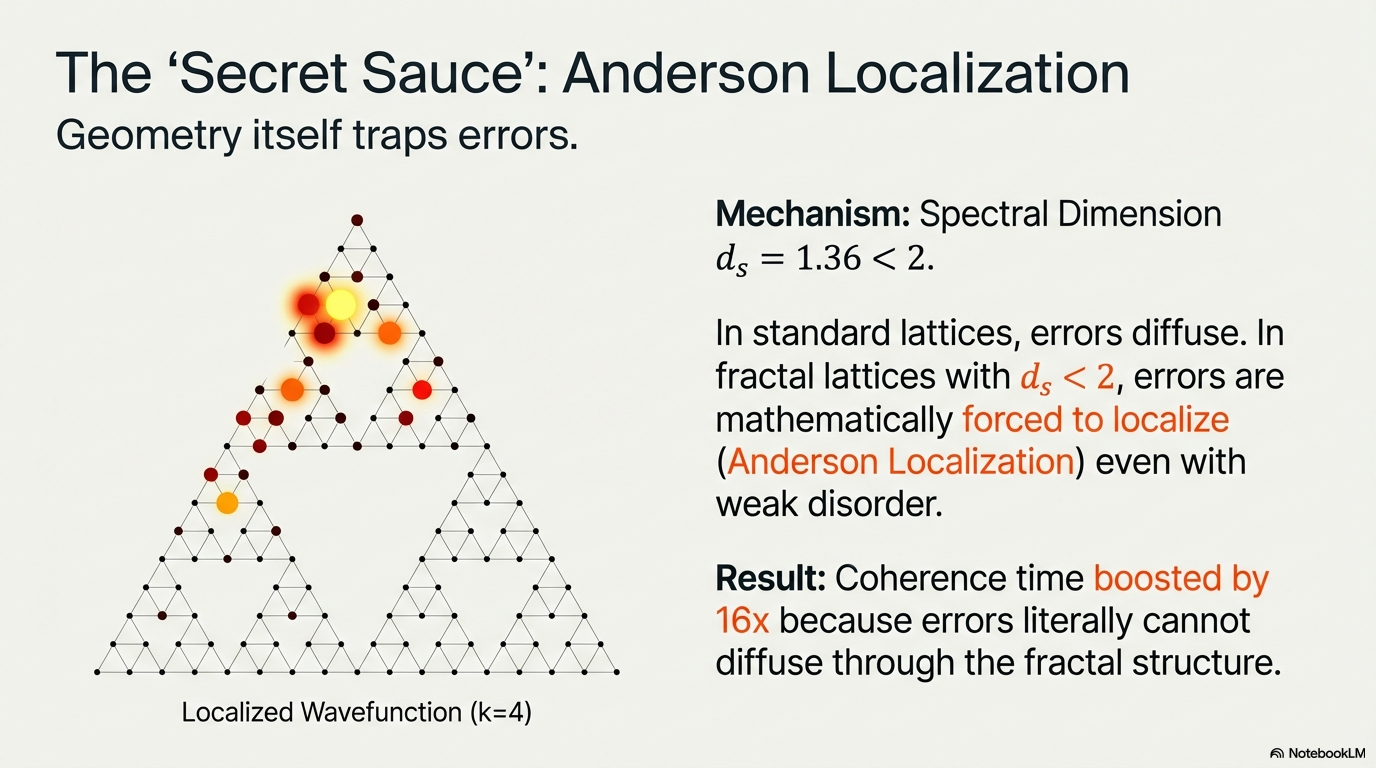 The ‘Secret Sauce’: Anderson Localization
Geometry itself traps errors.
Mechanism: Spectral Dimension
dₛ = 1.36 < 2.
In standard lattices, errors diffuse. In
fractal lattices with dₛ < 2, errors are
mathematically forced to localize
(Anderson Localization) even with
weak disorder.
Result: Coherence time boosted by
16x because errors literally cannot
diffuse through the fractal structure.
Localized Wavefunction (k=4)
NotebookLM